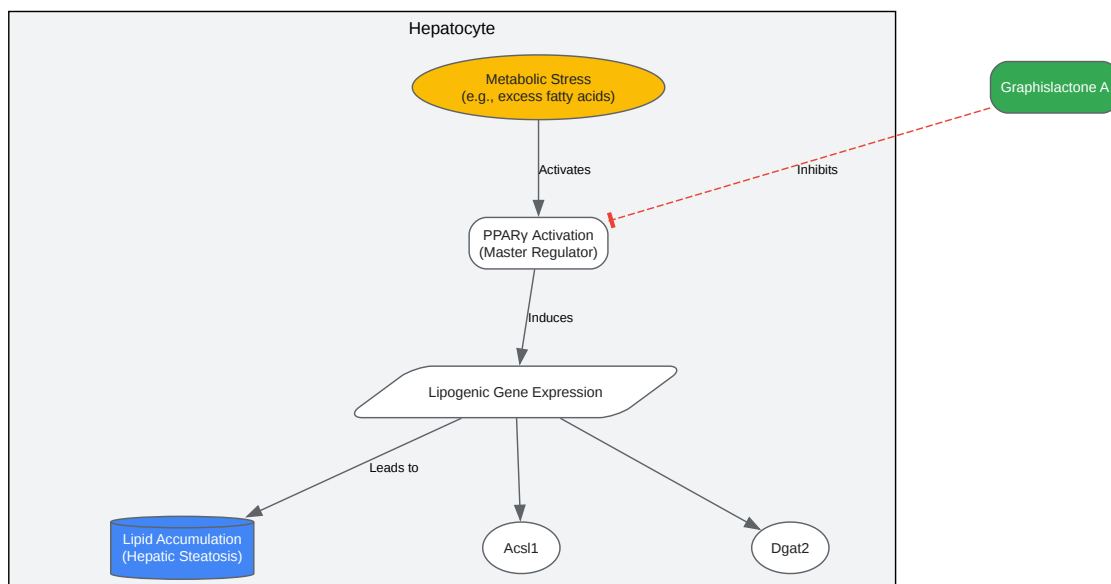 Hepatocyte
Metabolic Stress
(e.g., excess fatty acids)
Graphislactone A
Activates
Inhibits
PPARγ Activation
(Master Regulator)
Induces
Lipogenic Gene Expression
Leads to
Lipid Accumulation
(Hepatic Steatosis)
Acsl1
Dgat2